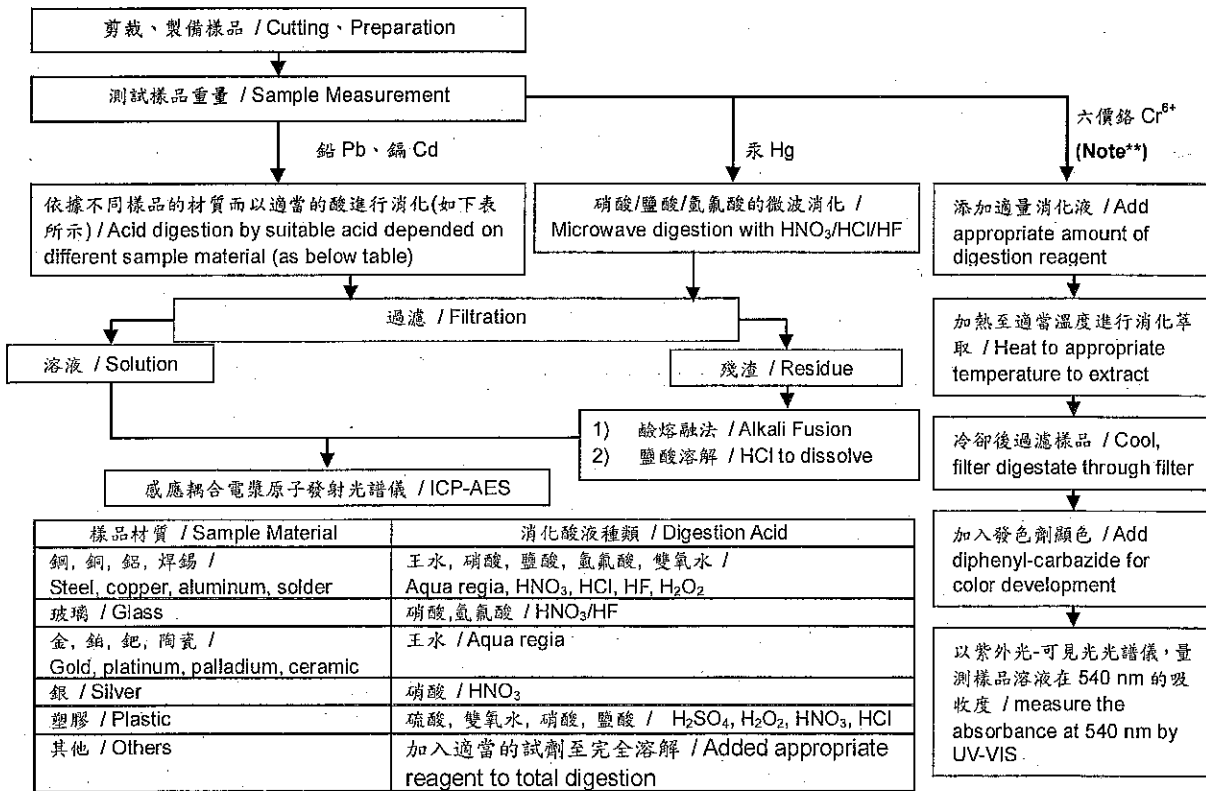 剪裁、製備樣品 / Cutting、Preparation
測試樣品重量 / Sample Measurement
鉛 Pb、鎘 Cd
汞 Hg
六價鉻 Cr⁶⁺
(Note**)
依據不同樣品的材質而以適當的酸進行消化(如下表
所示) / Acid digestion by suitable acid depended on
different sample material (as below table)
硝酸/鹽酸/氫氟酸的微波消化 /
Microwave digestion with HNO₃/HCl/HF
添加適量消化液 / Add
appropriate amount of
digestion reagent
過濾 / Filtration
溶液 / Solution
殘渣 / Residue
加熱至適當溫度進行消化萃
取 / Heat to appropriate
temperature to extract
1) 鹼熔融法 / Alkali Fusion
2) 鹽酸溶解 / HCl to dissolve
冷卻後過濾樣品 / Cool,
filter digestate through filter
感應耦合電漿原子發射光譜儀 / ICP-AES
加入發色劑顯色 / Add
diphenyl-carbazide for
color development
以紫外光-可見光光譜儀，量
測樣品溶液在 540 nm 的吸
收度 / measure the
absorbance at 540 nm by
UV-VIS
樣品材質 / Sample Material
消化酸液種類 / Digestion Acid
鋼, 銅, 鋁, 焊錫 /
Steel, copper, aluminum, solder
王水, 硝酸, 鹽酸, 氫氟酸, 雙氧水 /
Aqua regia, HNO₃, HCl, HF, H₂O₂
玻璃 / Glass
硝酸,氫氟酸 / HNO₃/HF
金, 鉑, 鈀, 陶瓷 /
Gold, platinum, palladium, ceramic
王水 / Aqua regia
銀 / Silver
硝酸 / HNO₃
塑膠 / Plastic
硫酸, 雙氧水, 硝酸, 鹽酸 / H₂SO₄, H₂O₂, HNO₃, HCl
其他 / Others
加入適當的試劑至完全溶解 / Added appropriate
reagent to total digestion